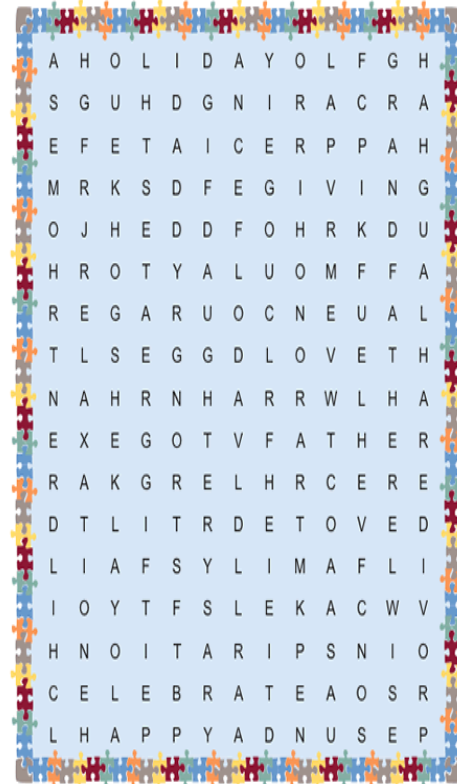 A H O L I D A Y O L F G H
S G U H D G N I R A C R A
E F E T A I C E R P P A H
M R K S D F E G I V I N G
O J H E D D F O H R K D U
H R O T Y A L U O M F F A
R E G A R U O C N E U A L
T L S E G G D L O V E T H
N A H R N H A R R W L H A
E X E G O T V F A T H E R
R A K G R E L H R C E R E
D T L I T R D E T O V E D
L I A F S Y L I M A F L I
I O Y T F S L E K A C W V
H N O I T A R I P S N I O
C E L E B R A T E A O S R
L H A P P Y A D N U S E P